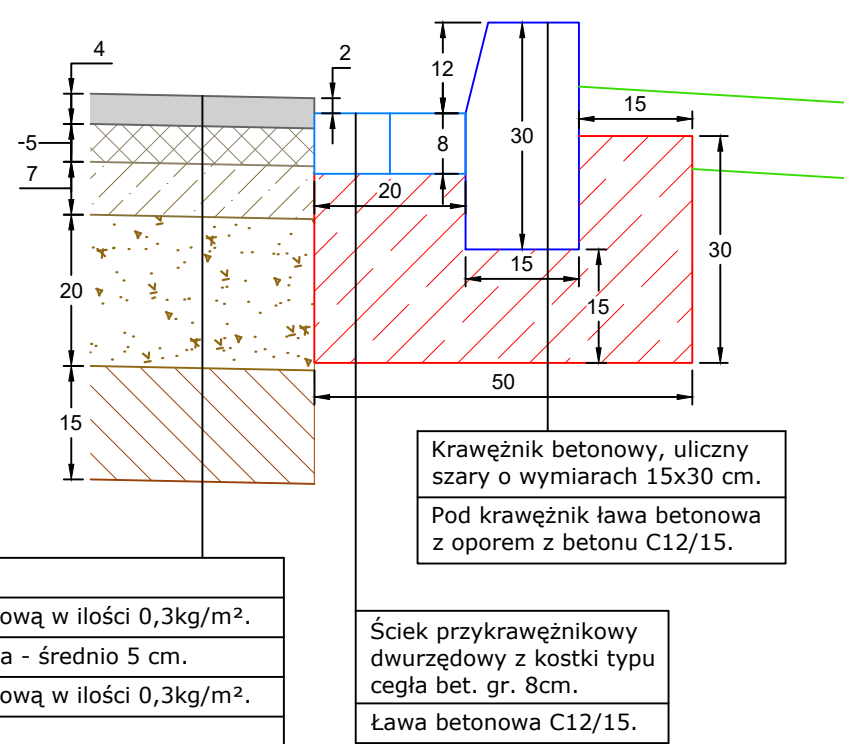 4
2
12
15
-5-
30
8
7
20
30
15
20
15
50
15
Krawężnik betonowy, uliczny
szary o wymiarach 15x30 cm.
Pod krawężnik ława betonowa
z oporem z betonu C12/15.
w ilości 0,3kg/m².
- średnio 5 cm.
w ilości 0,3kg/m².
Ściek przykrawężnikowy
dwurzędowy z kostki typu
cegła bet. gr. 8cm.
Ława betonowa C12/15.